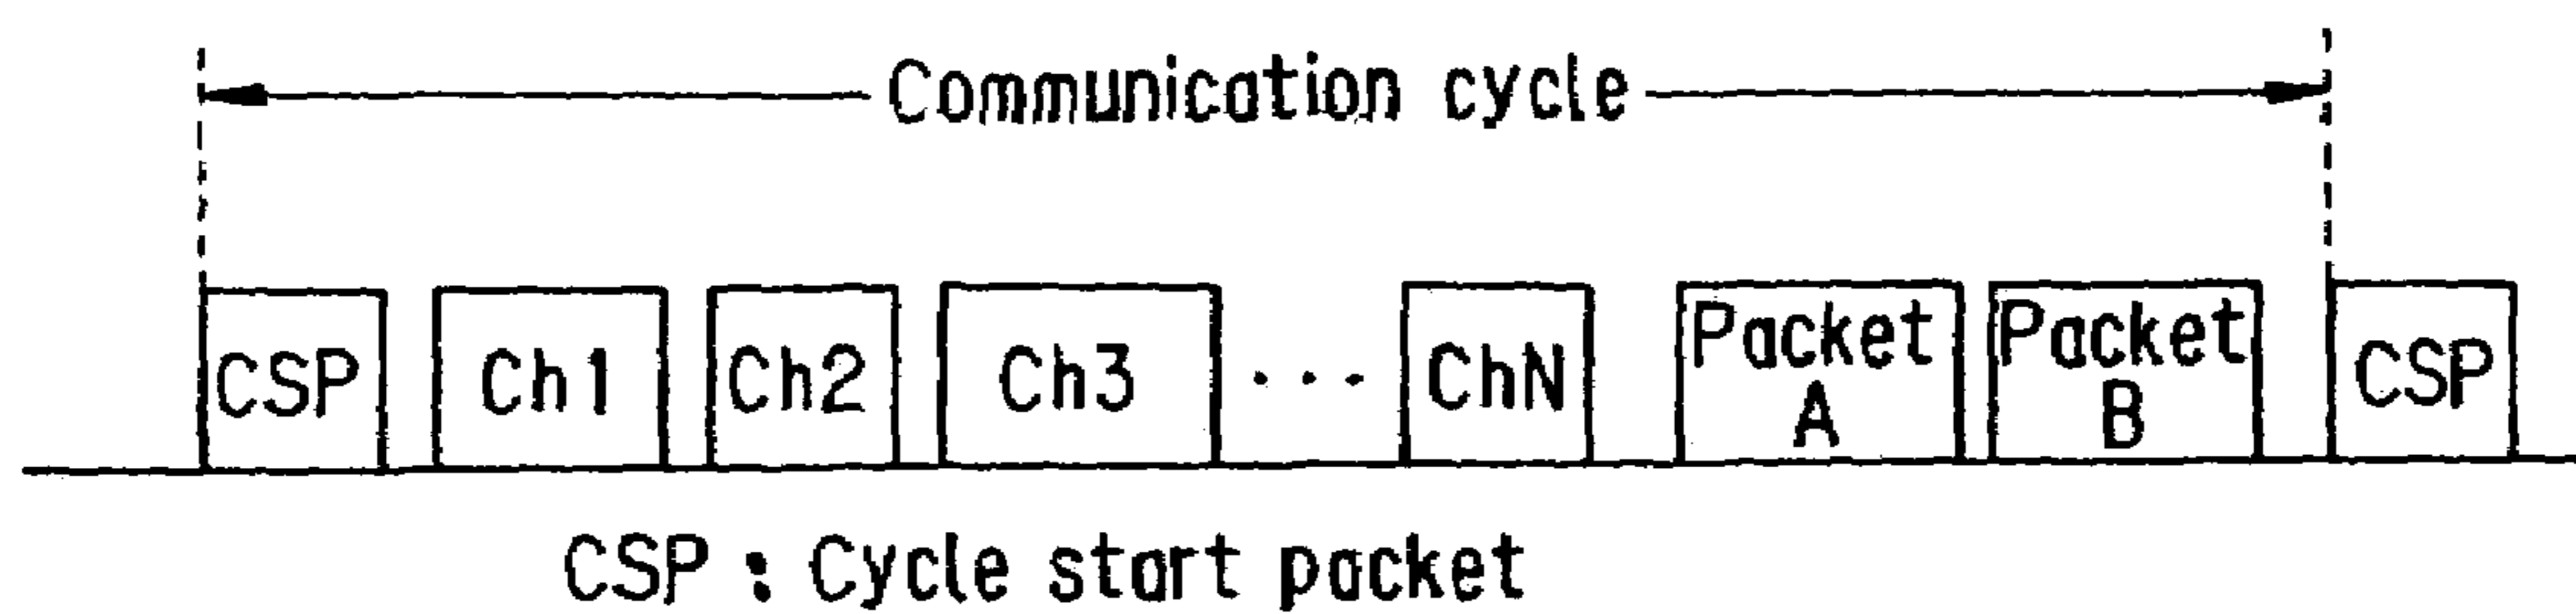 Communication cycle
CSP Ch1 Ch2 Ch3 ... ChN Packet A Packet B CSP
CSP : Cycle start packet